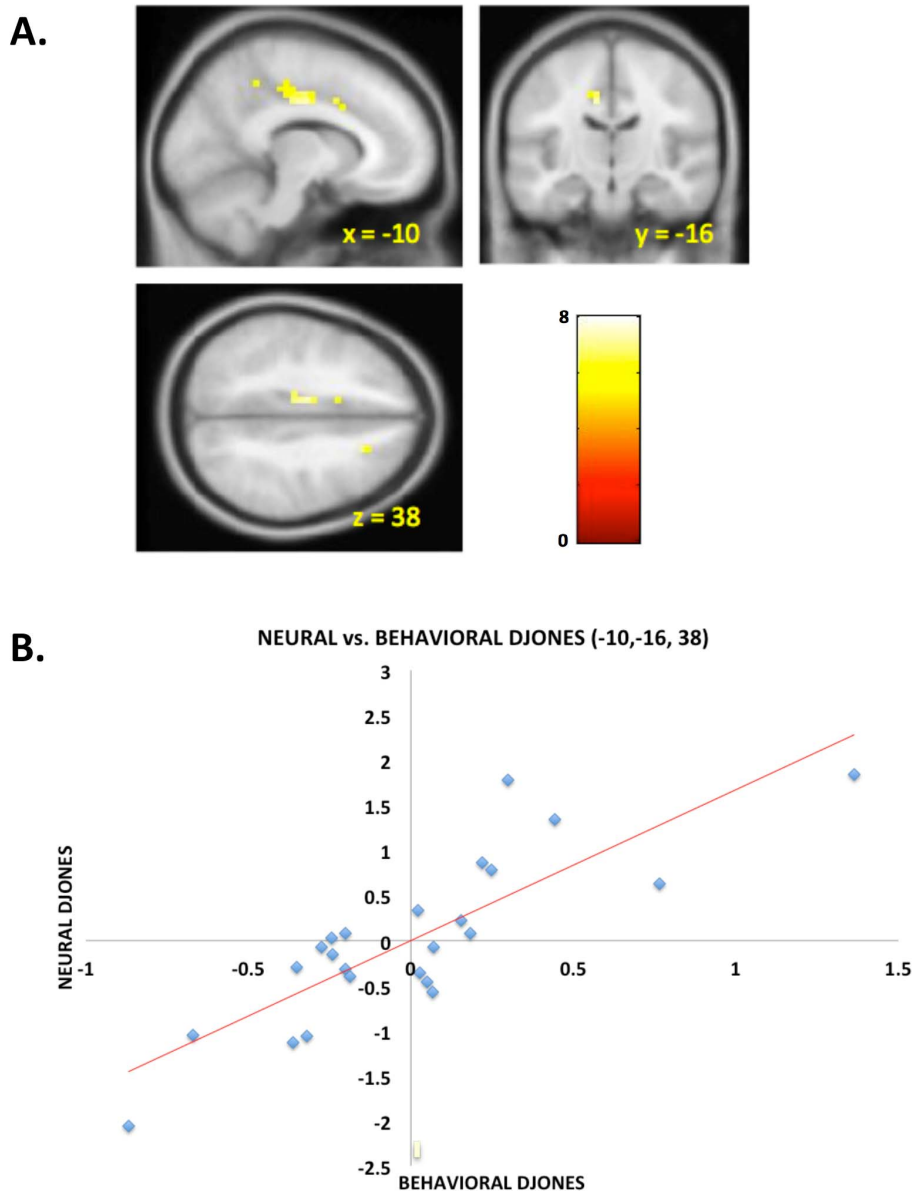 A.
x = -10
y = -16
z = 38
8
0
B.
NEURAL vs. BEHAVIORAL DJONES (-10,-16, 38)
3
2.5
2
1.5
1
0.5
0
-0.5
-1
-1.5
-2
-2.5
-1
-0.5
0
0.5
1
1.5
NEURAL DJONES
BEHAVIORAL DJONES